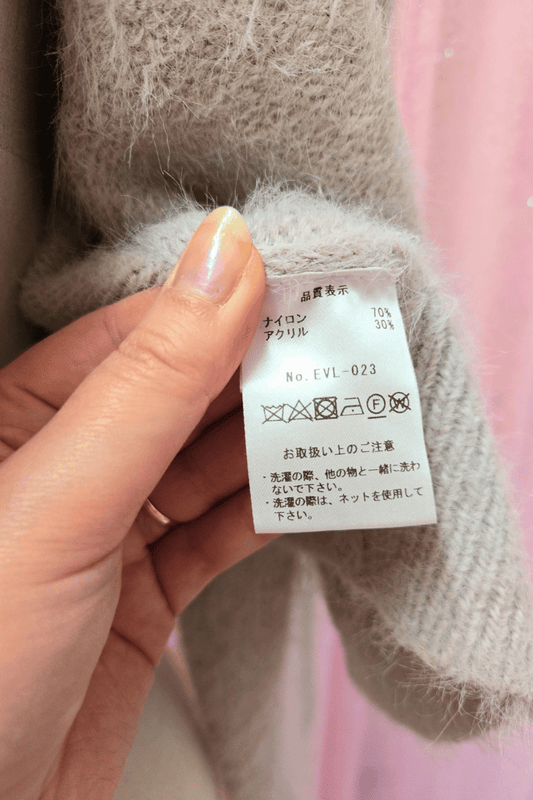 品質表示
ナイロン 70%
アクリル 30%
No.EVL-023
F W
お取扱い上のご注意
・洗濯の際、他の物と一緒に洗わ
ないで下さい。
・洗濯の際は、ネットを使用して
下さい。